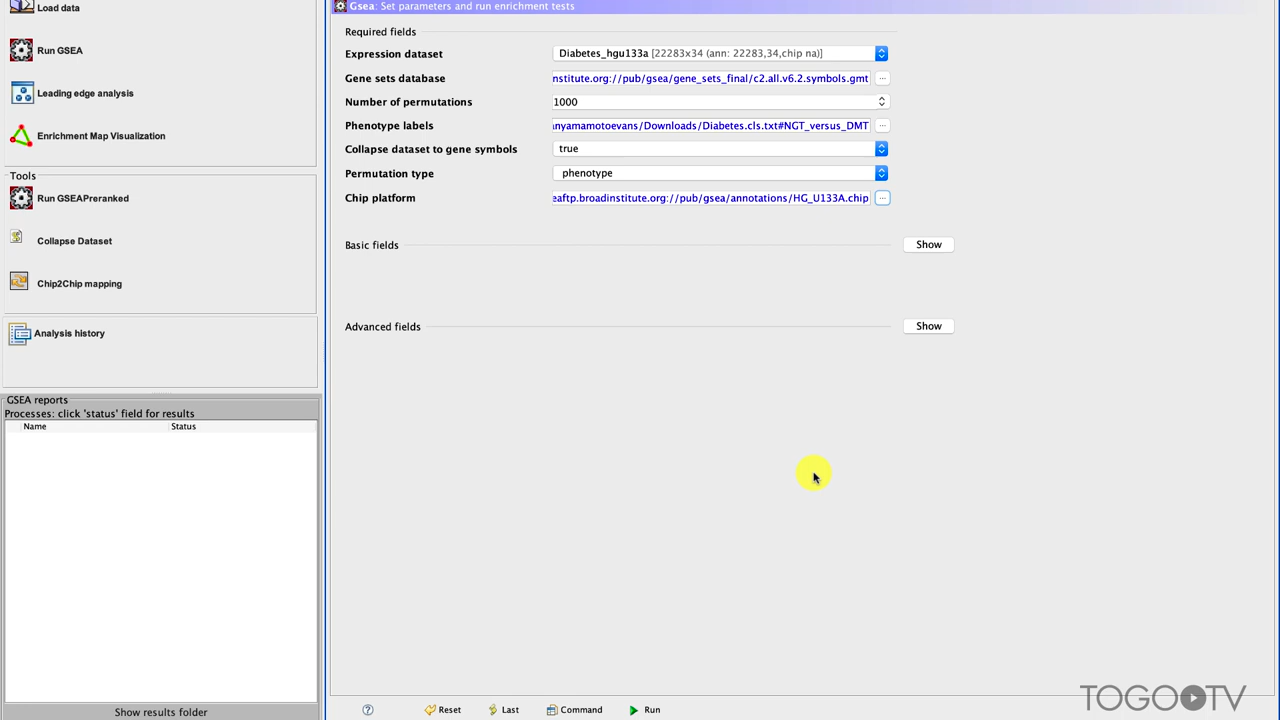 Load data
Run GSEA
Leading edge analysis
Enrichment Map Visualization
Tools
Run GSEAPreranked
Collapse Dataset
Chip2Chip mapping
Analysis history
GSEA reports
Processes: click 'status' field for results
Name Status
Show results folder
Gsea: Set parameters and run enrichment tests
Required fields
Expression dataset Diabetes_hgu133a [22283x34 (ann: 22283,34,chip na)]
Gene sets database nstitute.org://pub/gsea/gene_sets_final/c2.all.v6.2.symbols.gmt ...
Number of permutations 1000
Phenotype labels anyamamotoevans/Downloads/Diabetes.cls.txt#NGT_versus_DMT ...
Collapse dataset to gene symbols true
Permutation type phenotype
Chip platform eaftp.broadinstitute.org://pub/gsea/annotations/HG_U133A.chip ...
Basic fields Show
Advanced fields Show
? Reset Last Command Run
TOGO TV